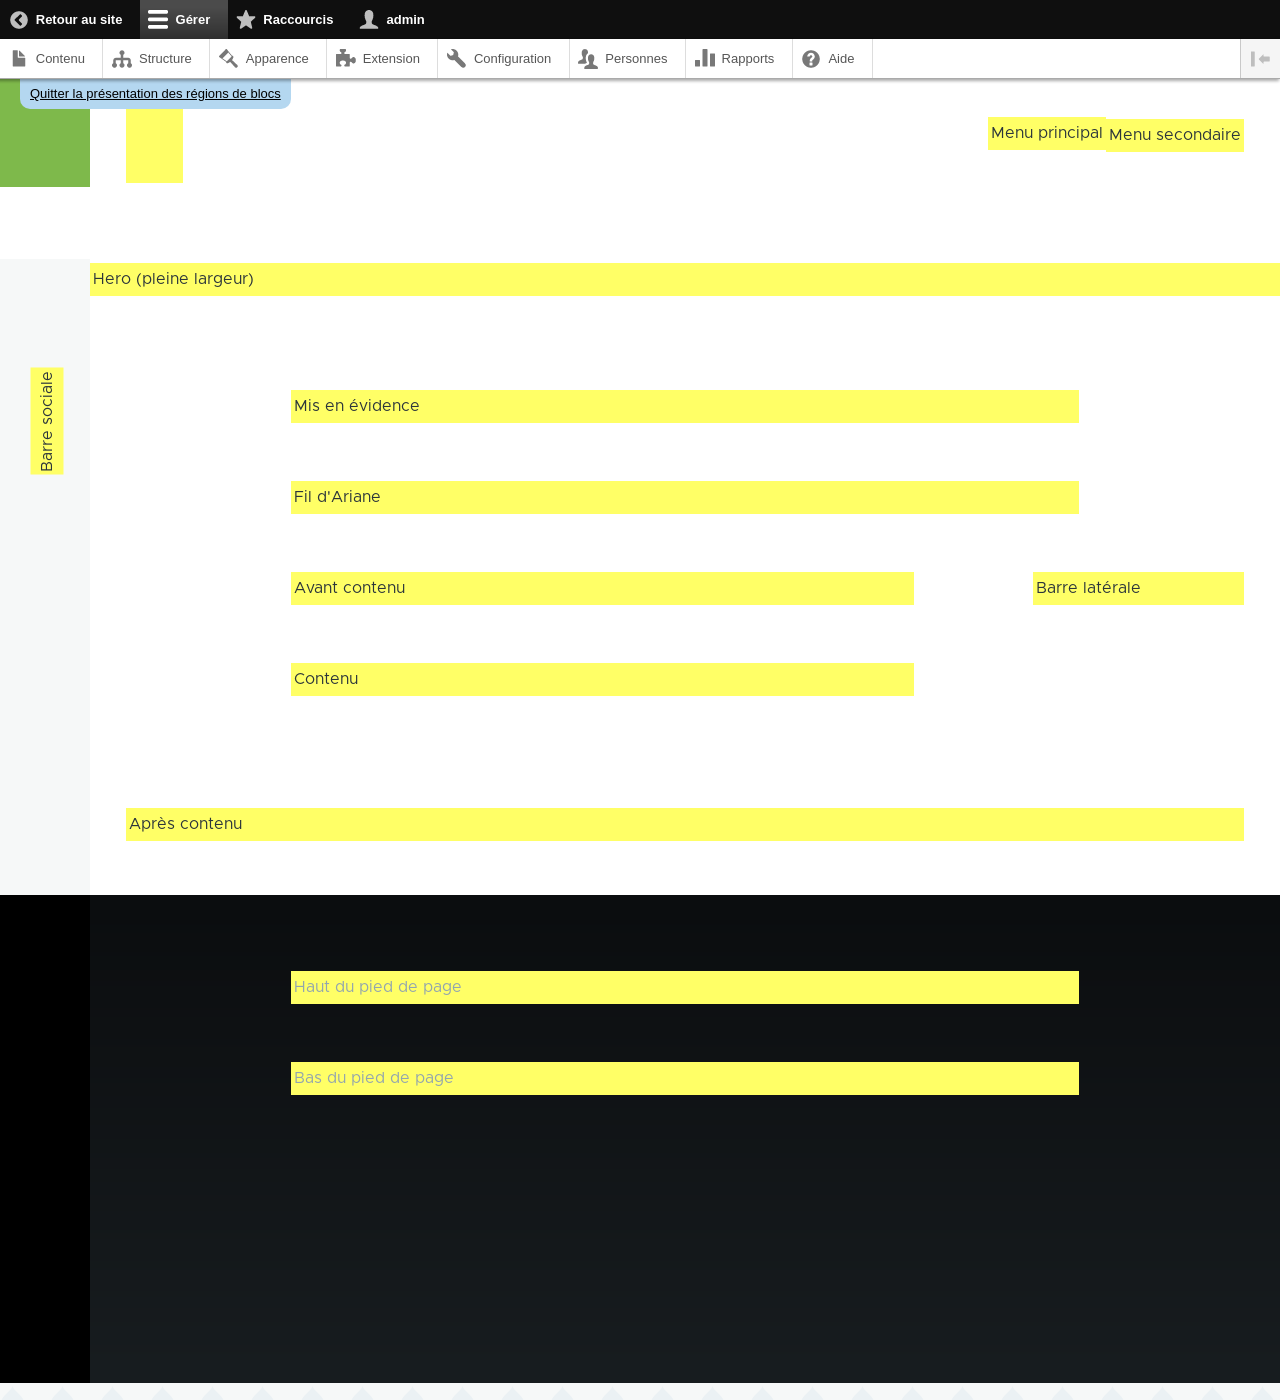 Retour au site Gérer Raccourcis admin
Contenu Structure Apparence Extension Configuration Personnes Rapports Aide
Quitter la présentation des régions de blocs
Menu principal Menu secondaire
Hero (pleine largeur)
Barre sociale
Mis en évidence
Fil d'Ariane
Avant contenu Barre latérale
Contenu
Après contenu
Haut du pied de page
Bas du pied de page